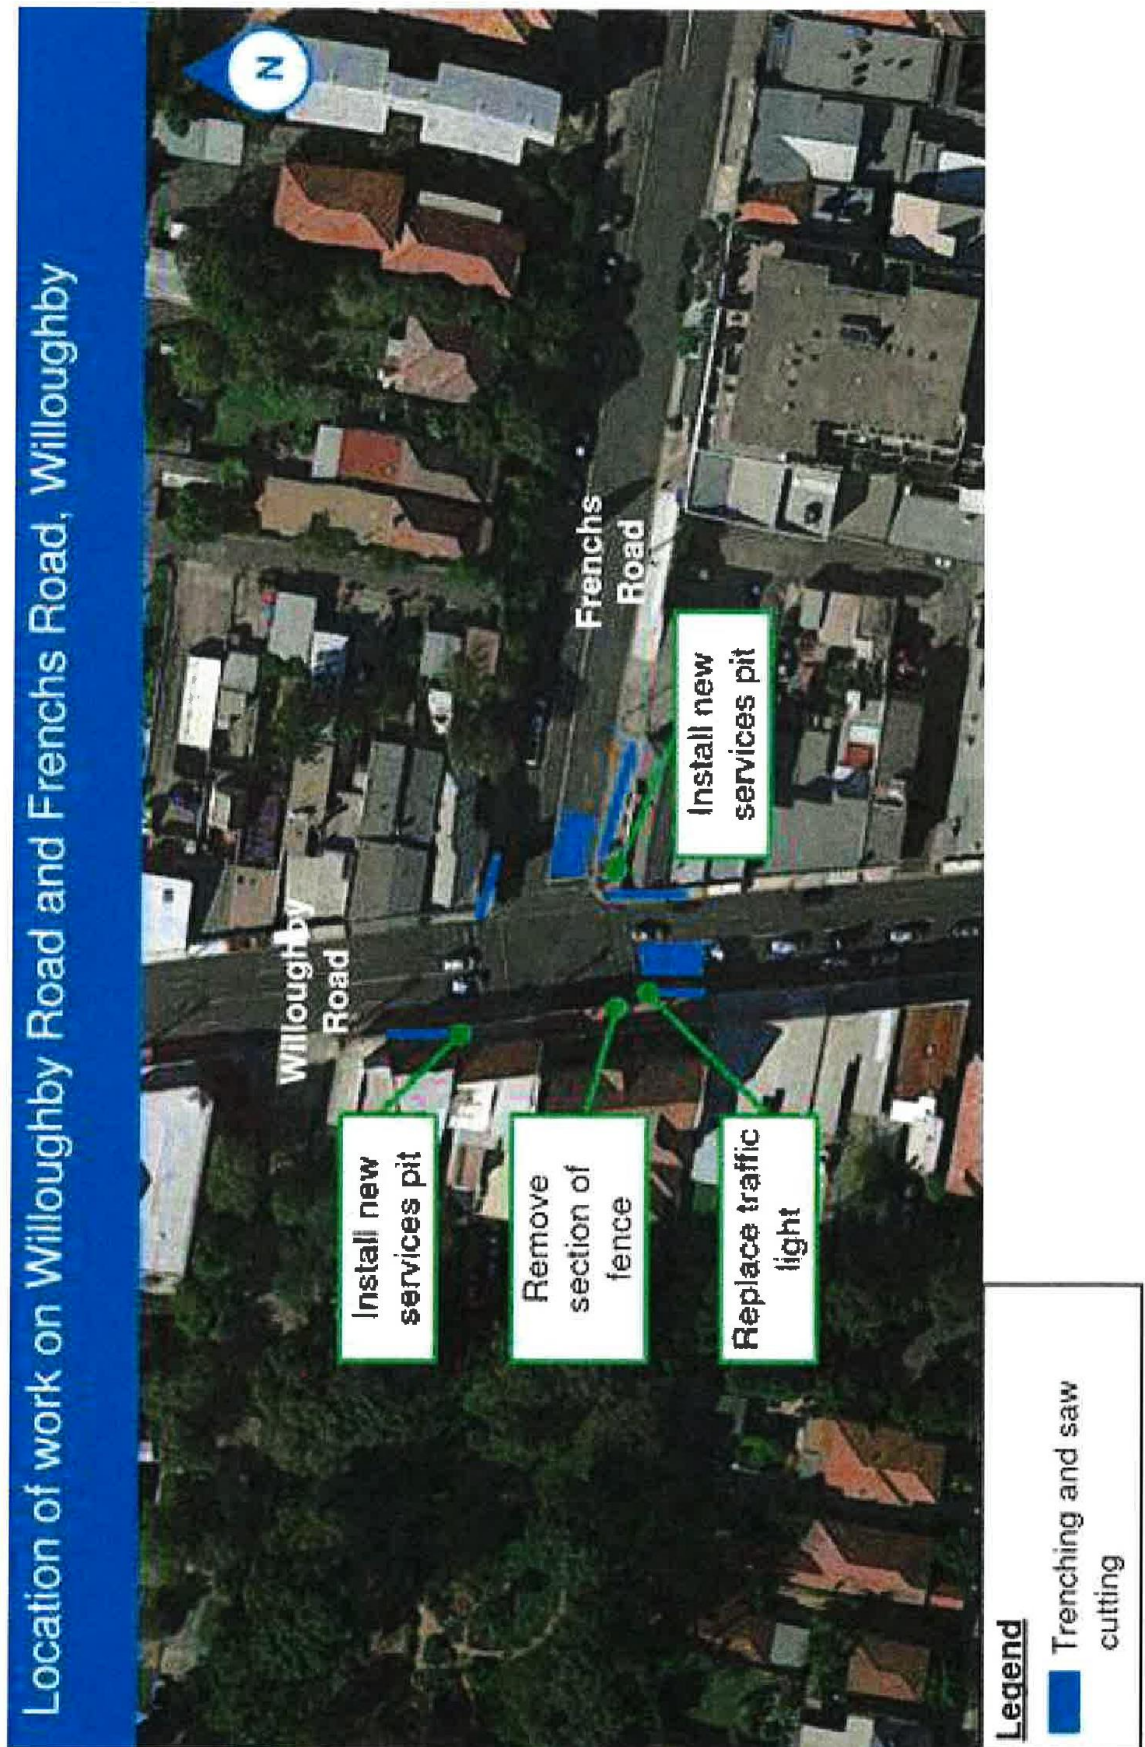 Location of work on Willoughby Road and Frenchs Road, Willoughby
N
Willoughby
Road
Frenchs
Road
Install new
services pit
Remove
section of
fence
Replace traffic
light
Install new
services pit
Legend
Trenching and saw
cutting